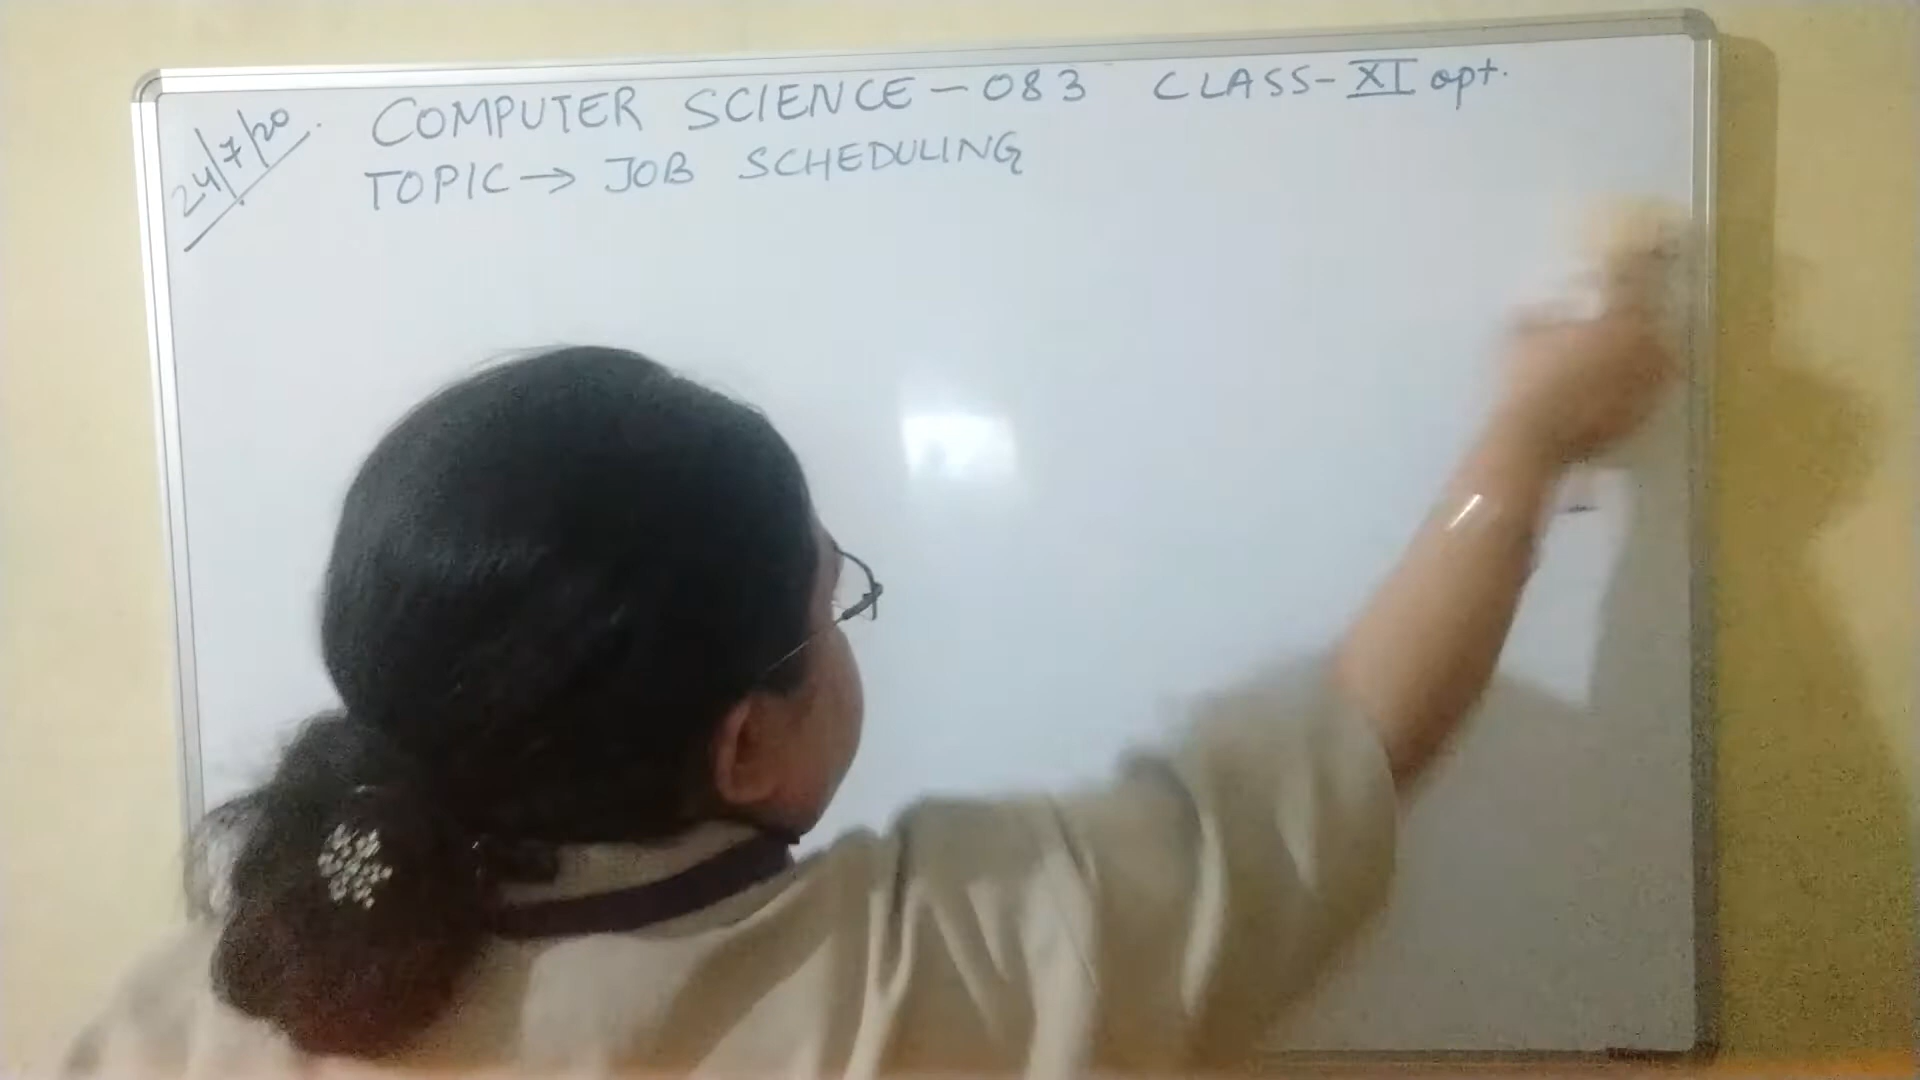 24/7/20.
COMPUTER SCIENCE - 083 CLASS - XI opt.
TOPIC → JOB SCHEDULING